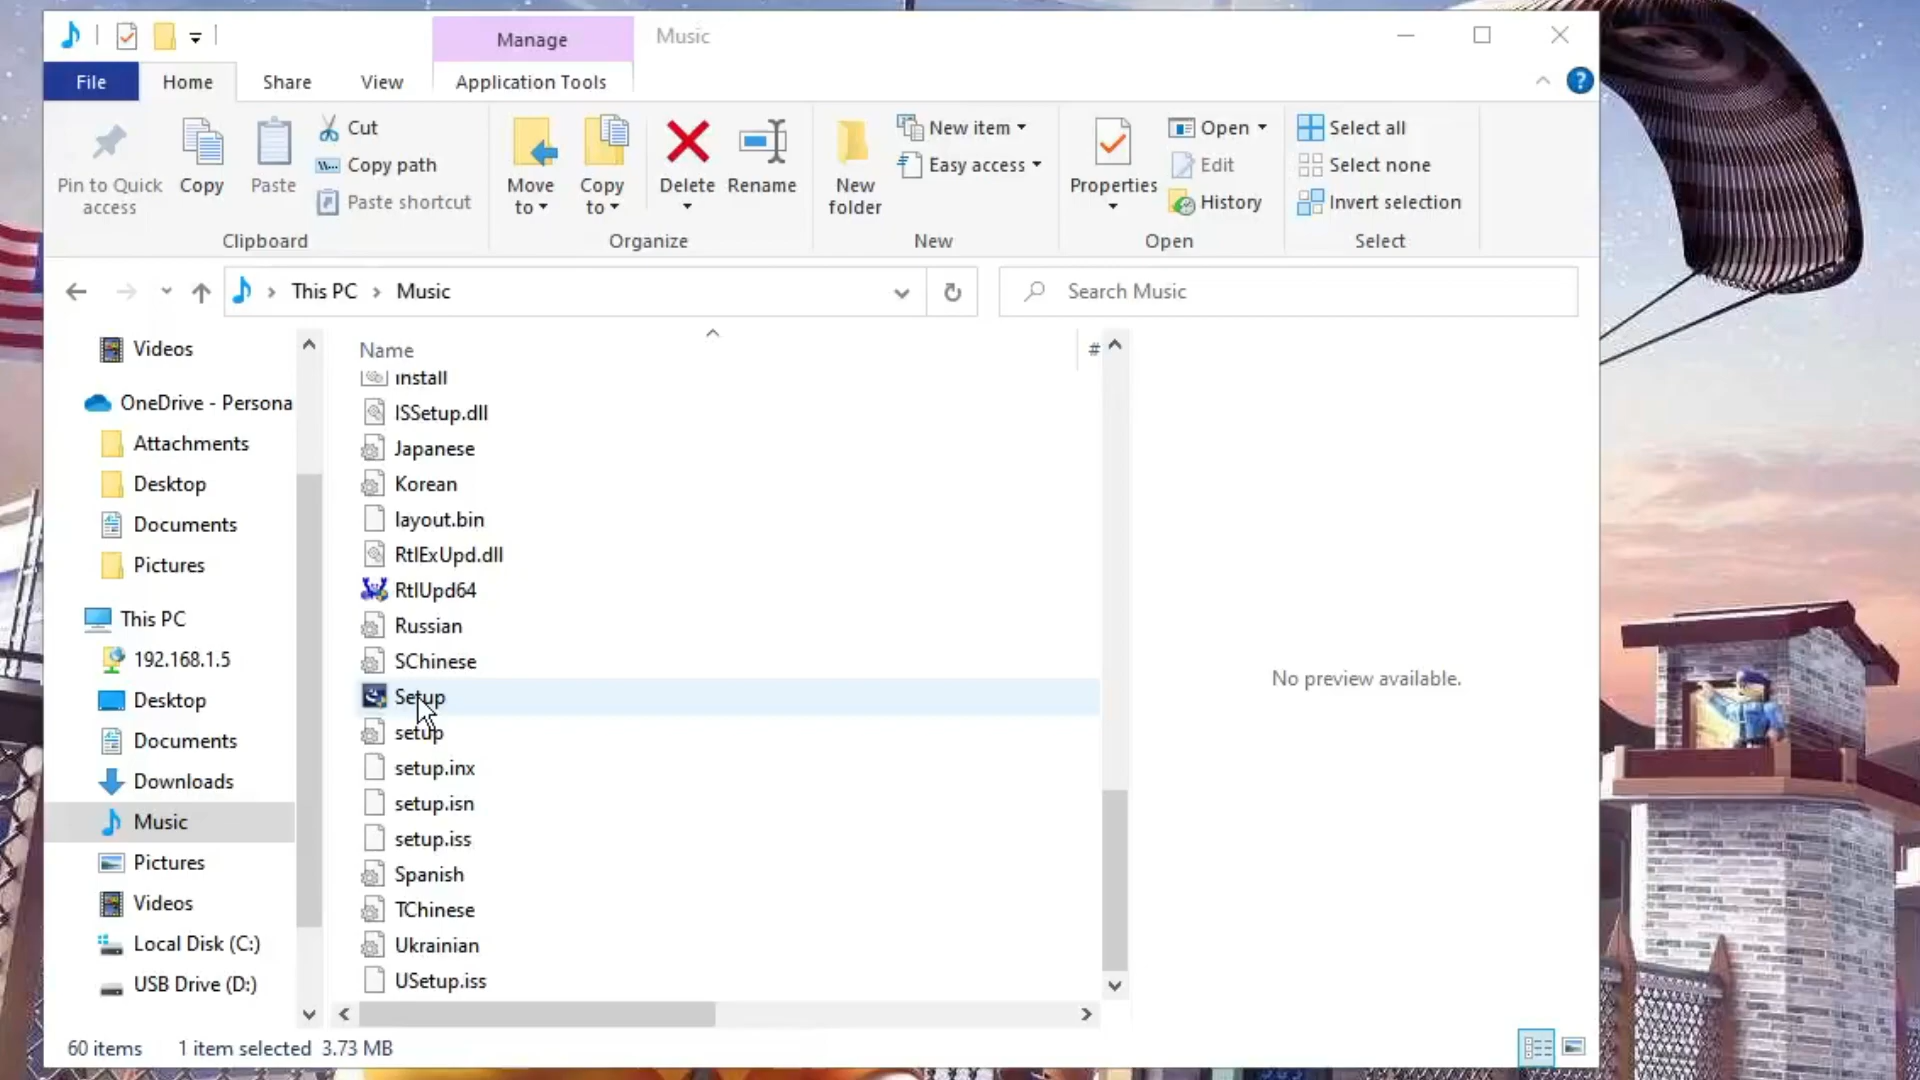 Manage
Music
File
Home
Share
View
Application Tools
?
Pin to Quick
access
Copy
Paste
Cut
Copy path
Paste shortcut
Clipboard
Move
to
Copy
to
Delete
Rename
Organize
New
folder
New item
Easy access
New
Properties
Open
Edit
History
Open
Select all
Select none
Invert selection
Select
This PC
Music
Search Music
Videos
OneDrive - Persona
Attachments
Desktop
Documents
Pictures
This PC
192.168.1.5
Desktop
Documents
Downloads
Music
Pictures
Videos
Local Disk (C:)
USB Drive (D:)
Name
#
install
ISSetup.dll
Japanese
Korean
layout.bin
RtlExUpd.dll
RtlUpd64
Russian
SChinese
Setup
setup
setup.inx
setup.isn
setup.iss
Spanish
TChinese
Ukrainian
USetup.iss
No preview available.
60 items
1 item selected 3.73 MB